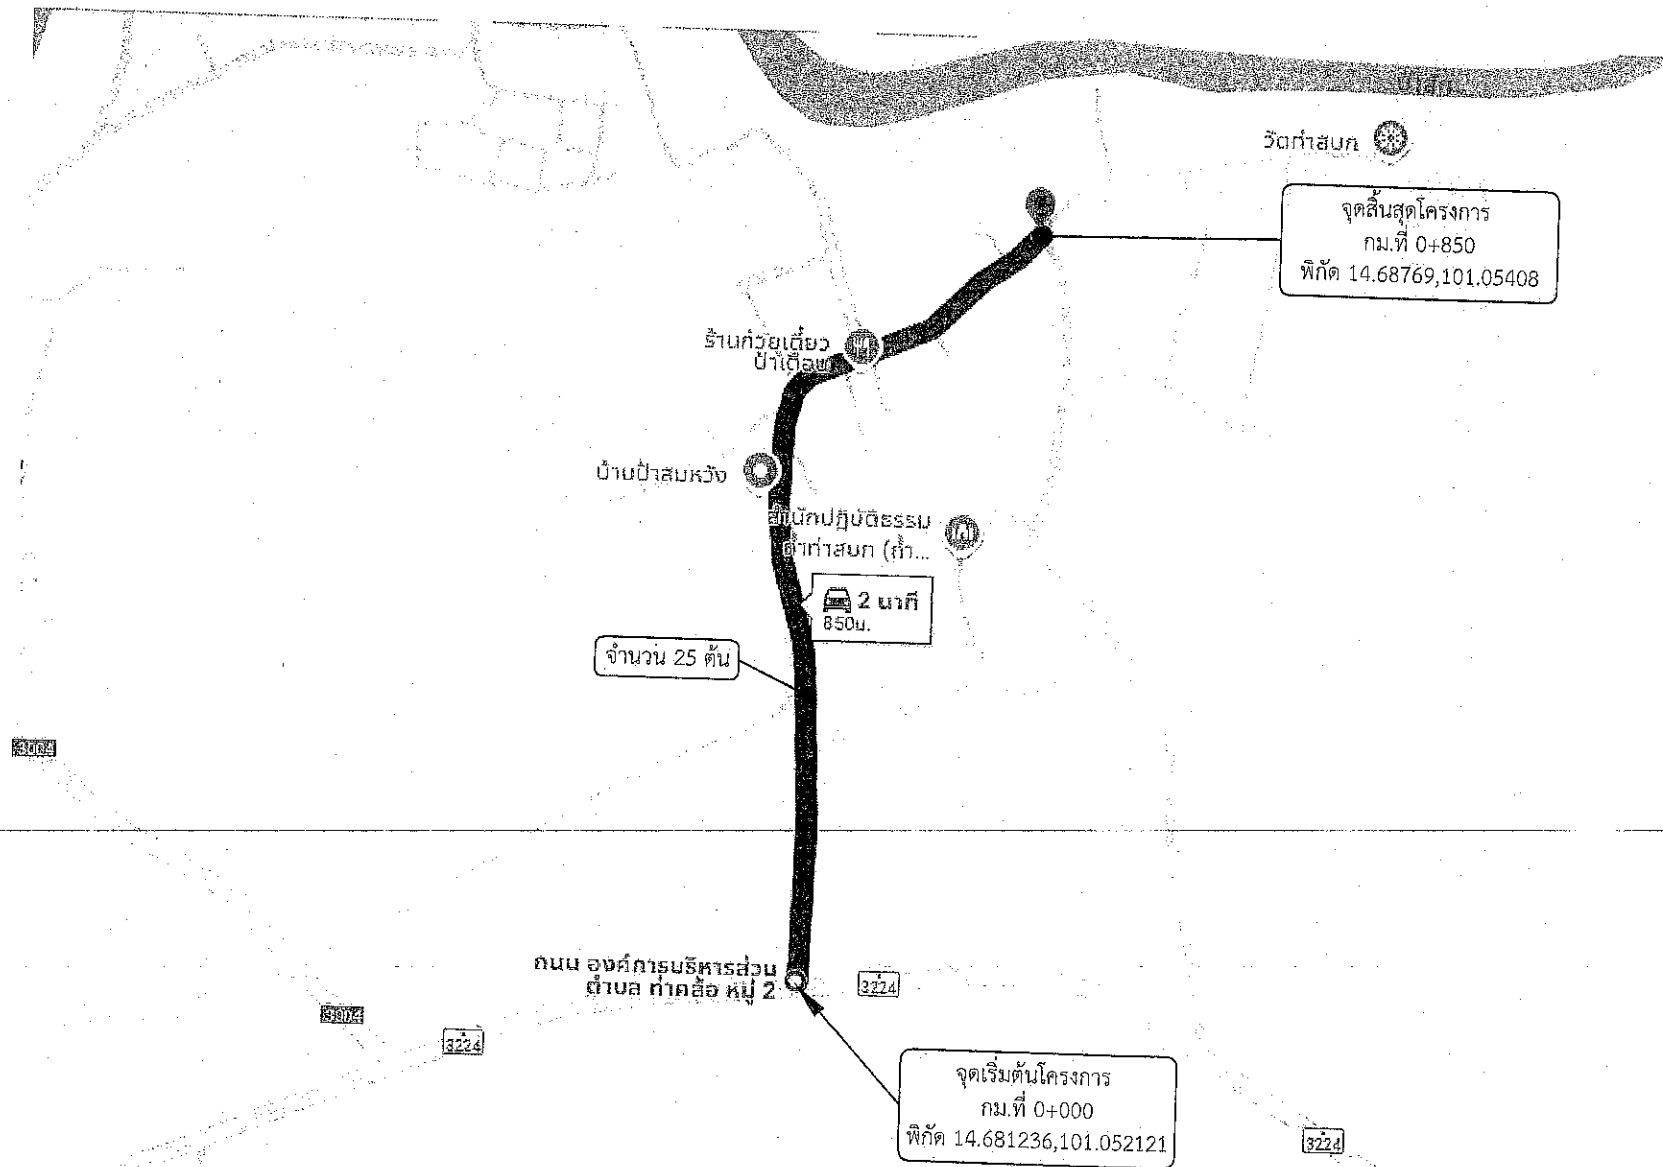 วัดท่าสบก
จุดสิ้นสุดโครงการ
กม.ที่ 0+850
พิกัด 14.68769,101.05408
ร้านก๋วยเตี๋ยว
ป้าเตือน
บ้านป้าสมหวัง
สำนักปฏิบัติธรรม
ถ้ำท่าสบก (ถ้ำ...
2 นาที
850ม.
จำนวน 25 ต้น
3004
ถนน องค์การบริหารส่วน
ตำบล ท่าคล้อ หมู่ 2
3224
3004
3224
จุดเริ่มต้นโครงการ
กม.ที่ 0+000
พิกัด 14.681236,101.052121
3224